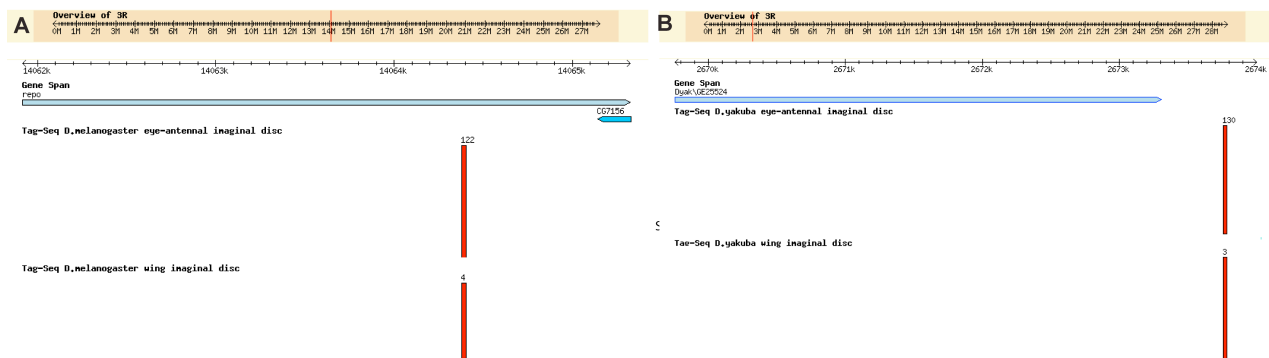 A
Overview of 3R
0M 1M 2M 3M 4M 5M 6M 7M 8M 9M 10M 11M 12M 13M 14M 15M 16M 17M 18M 19M 20M 21M 22M 23M 24M 25M 26M 27M
14062k 14063k 14064k 14065k
Gene Span
repo
CG7156
Tag-Seq D.melanogaster eye-antennal imaginal disc
122
Tag-Seq D.melanogaster wing imaginal disc
4
B
Overview of 3R
0M 1M 2M 3M 4M 5M 6M 7M 8M 9M 10M 11M 12M 13M 14M 15M 16M 17M 18M 19M 20M 21M 22M 23M 24M 25M 26M 27M 28M
2670k 2671k 2672k 2673k 2674k
Gene Span
Dyak\GE25524
Tag-Seq D.yakuba eye-antennal imaginal disc
130
Tag-Seq D.yakuba wing imaginal disc
3